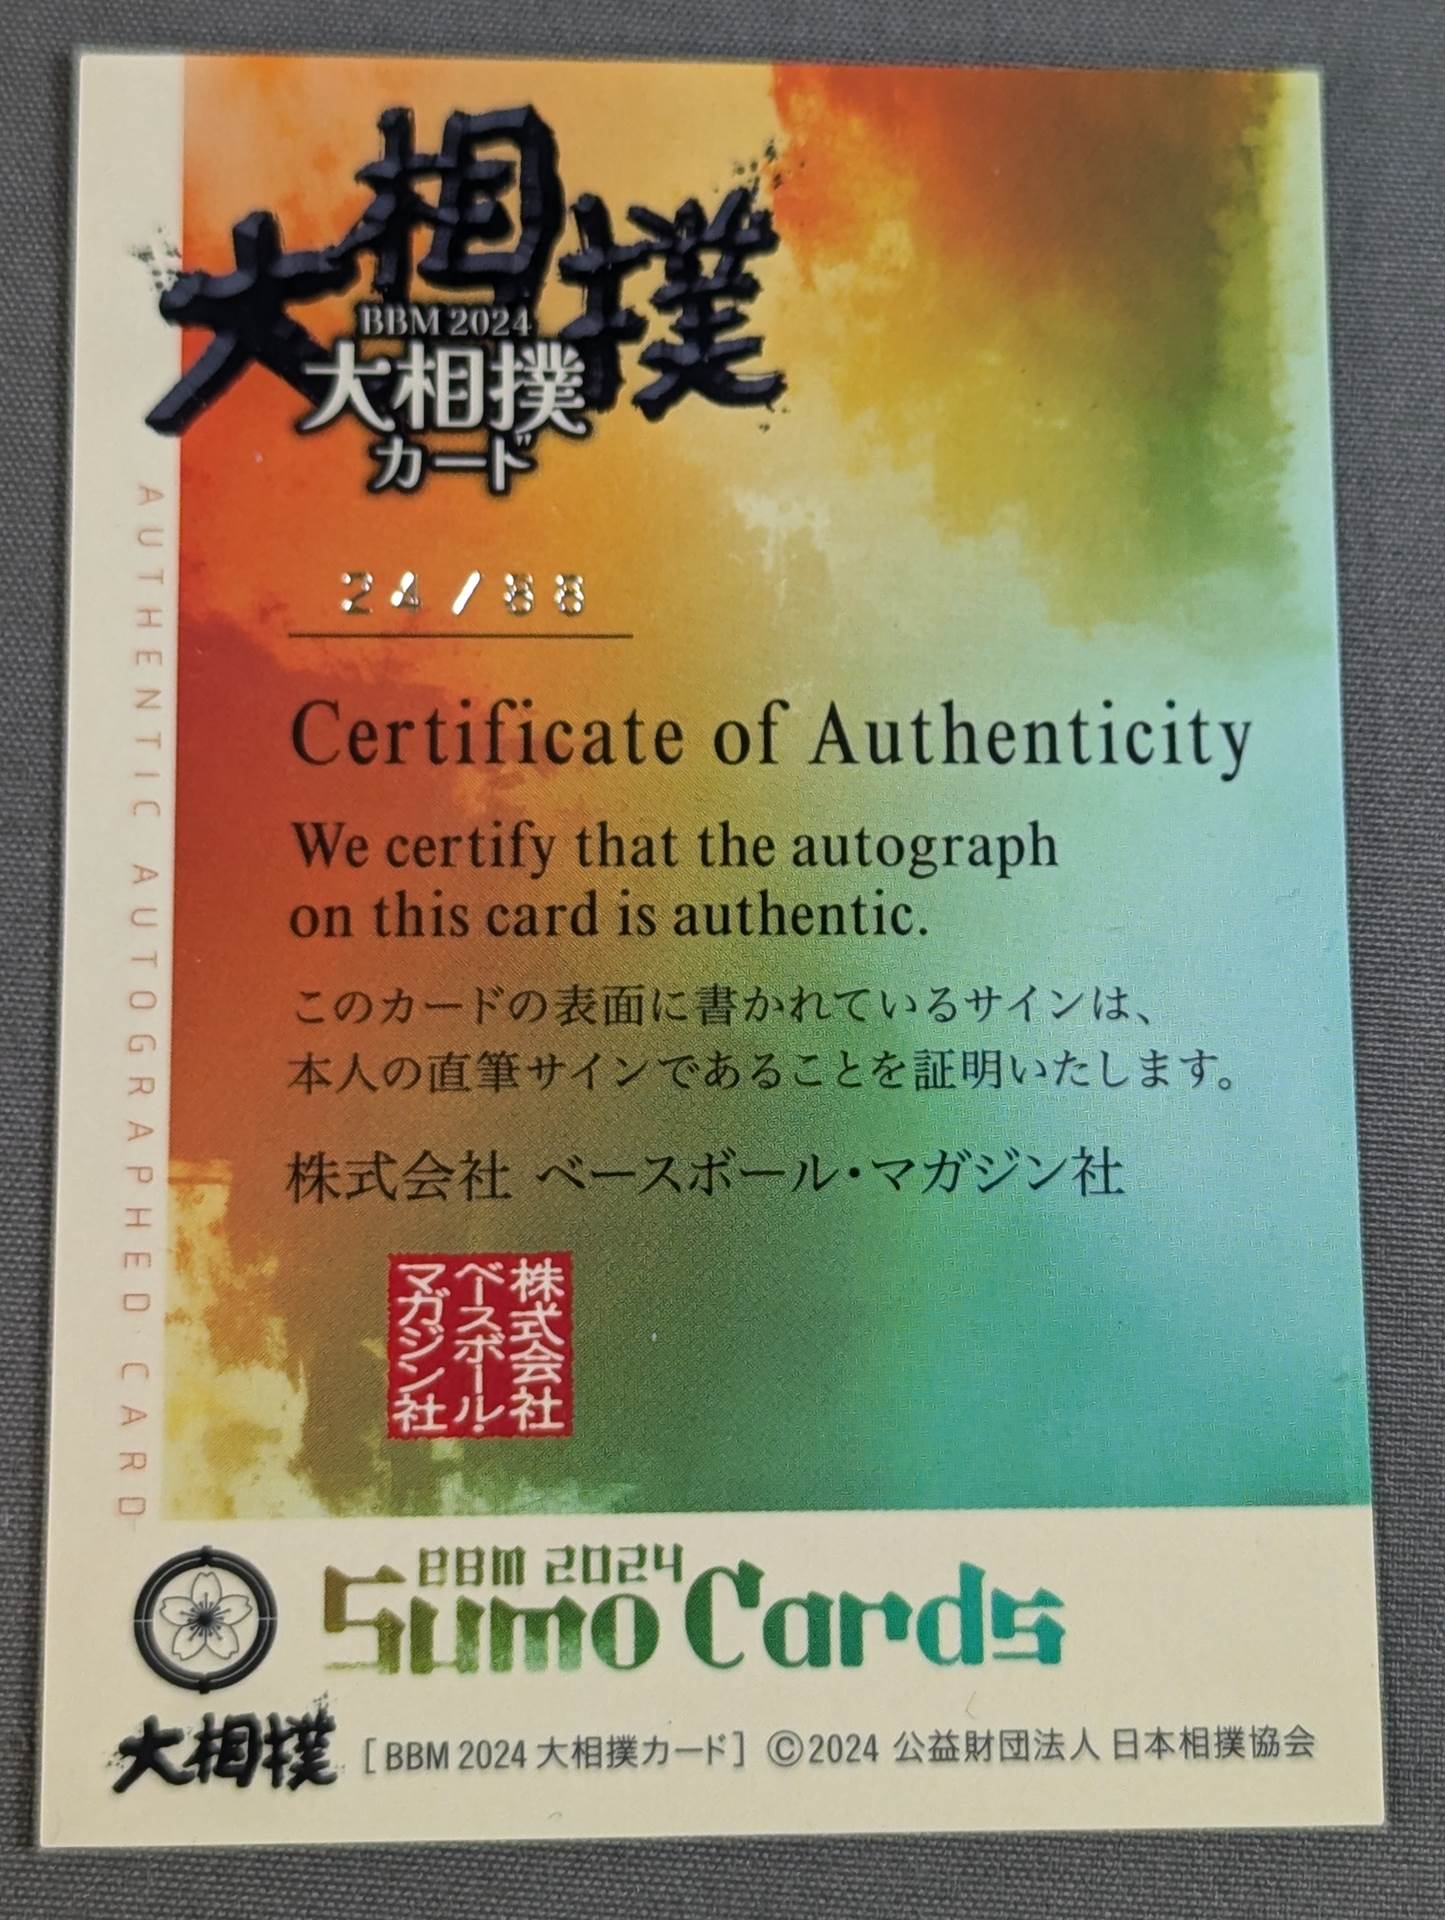 大相撲
BBM 2024
大相撲
カード
24/88
Certificate of Authenticity
We certify that the autograph
on this card is authentic.
このカードの表面に書かれているサインは、
本人の直筆サインであることを証明いたします。
株式会社 ベースボール・マガジン社
株式会社
ベースボール・
マガジン社
AUTHENTIC AUTOGRAPHED CARD
BBM 2024
Sumo Cards
大相撲
[BBM 2024 大相撲カード] ©2024 公益財団法人 日本相撲協会